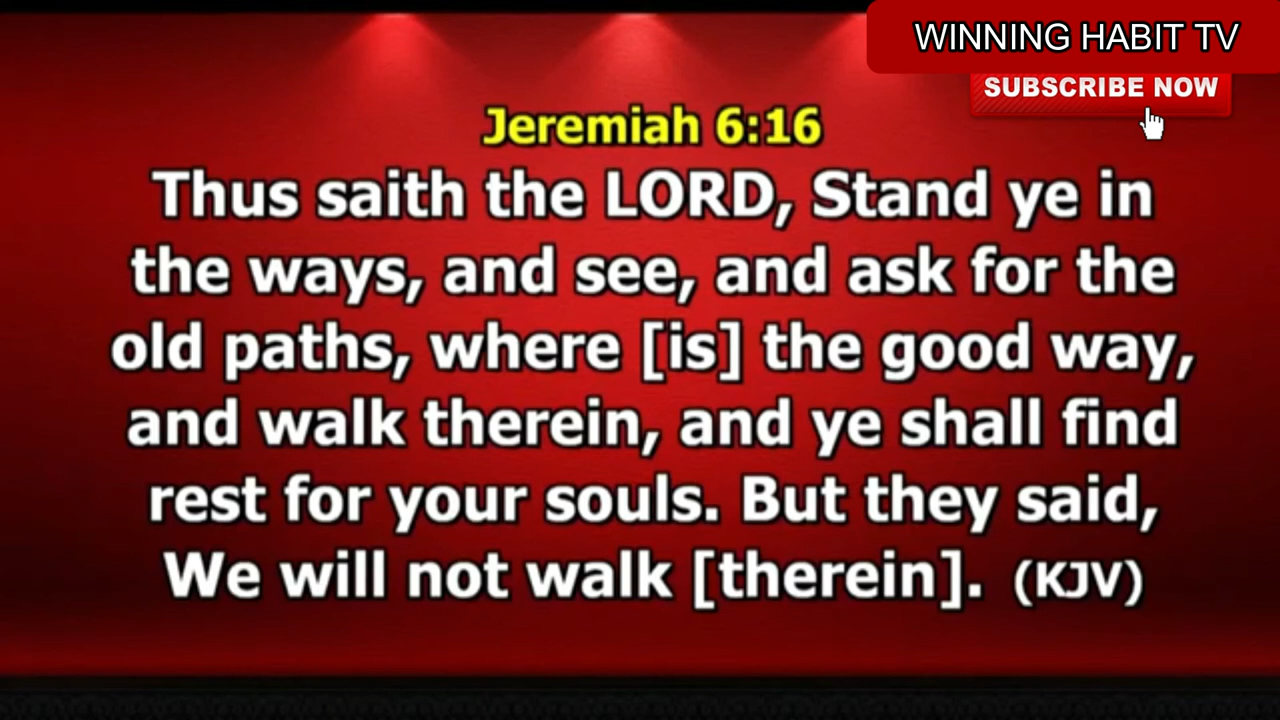 WINNING HABIT TV
SUBSCRIBE NOW
Jeremiah 6:16
Thus saith the LORD, Stand ye in
the ways, and see, and ask for the
old paths, where [is] the good way,
and walk therein, and ye shall find
rest for your souls. But they said,
We will not walk [therein]. (KJV)